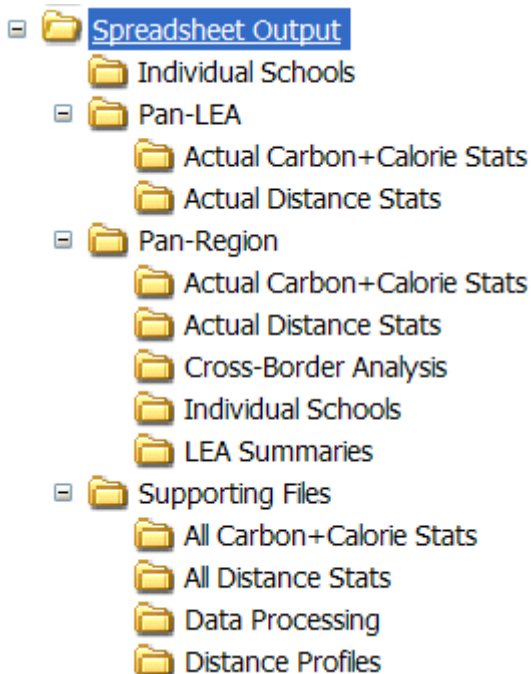 Spreadsheet Output
Individual Schools
Pan-LEA
Actual Carbon+Calorie Stats
Actual Distance Stats
Pan-Region
Actual Carbon+Calorie Stats
Actual Distance Stats
Cross-Border Analysis
Individual Schools
LEA Summaries
Supporting Files
All Carbon+Calorie Stats
All Distance Stats
Data Processing
Distance Profiles